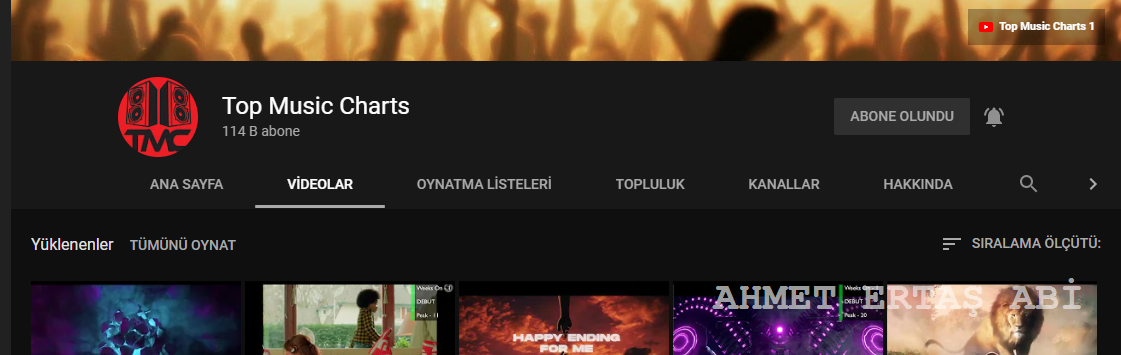 Top Music Charts 1
TMC
Top Music Charts
114 B abone
ABONE OLUNDU
ANA SAYFA
VİDEOLAR
OYNATMA LİSTELERİ
TOPLULUK
KANALLAR
HAKKINDA
Yüklenenler
TÜMÜNÜ OYNAT
SIRALAMA ÖLÇÜTÜ:
Weeks On
DEBUT
Peak - 11
HAPPY ENDING
FOR ME
Weeks On
DEBUT
Peak - 20
AHMET ERTAŞ ABİ